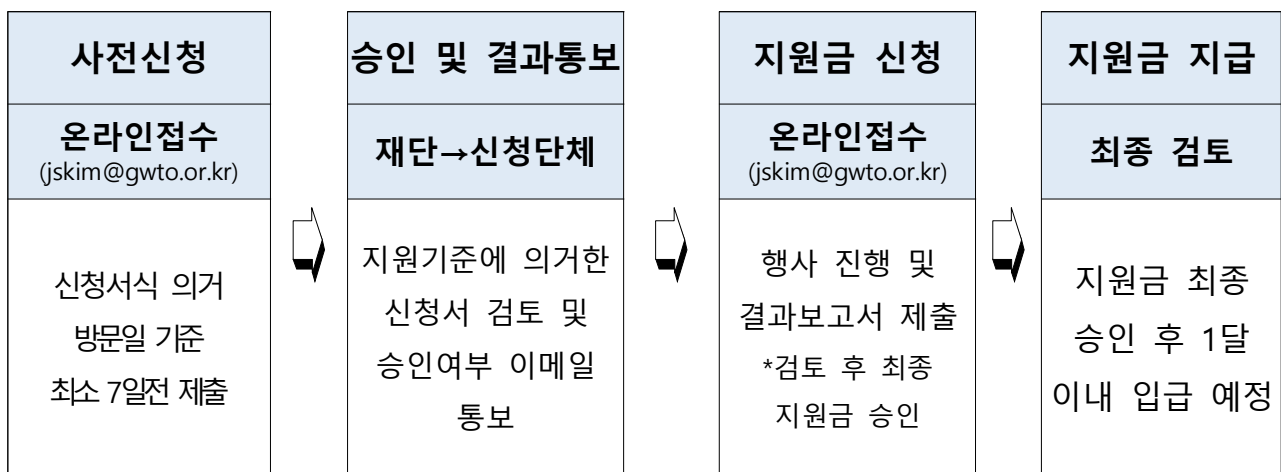 사전신청
온라인접수
(jskim@gwto.or.kr)
신청서식 의거
방문일 기준
최소 7일전 제출
승인 및 결과통보
재단→신청단체
지원기준에 의거한
신청서 검토 및
승인여부 이메일
통보
지원금 신청
온라인접수
(jskim@gwto.or.kr)
행사 진행 및
결과보고서 제출
*검토 후 최종
지원금 승인
지원금 지급
최종 검토
지원금 최종
승인 후 1달
이내 입급 예정